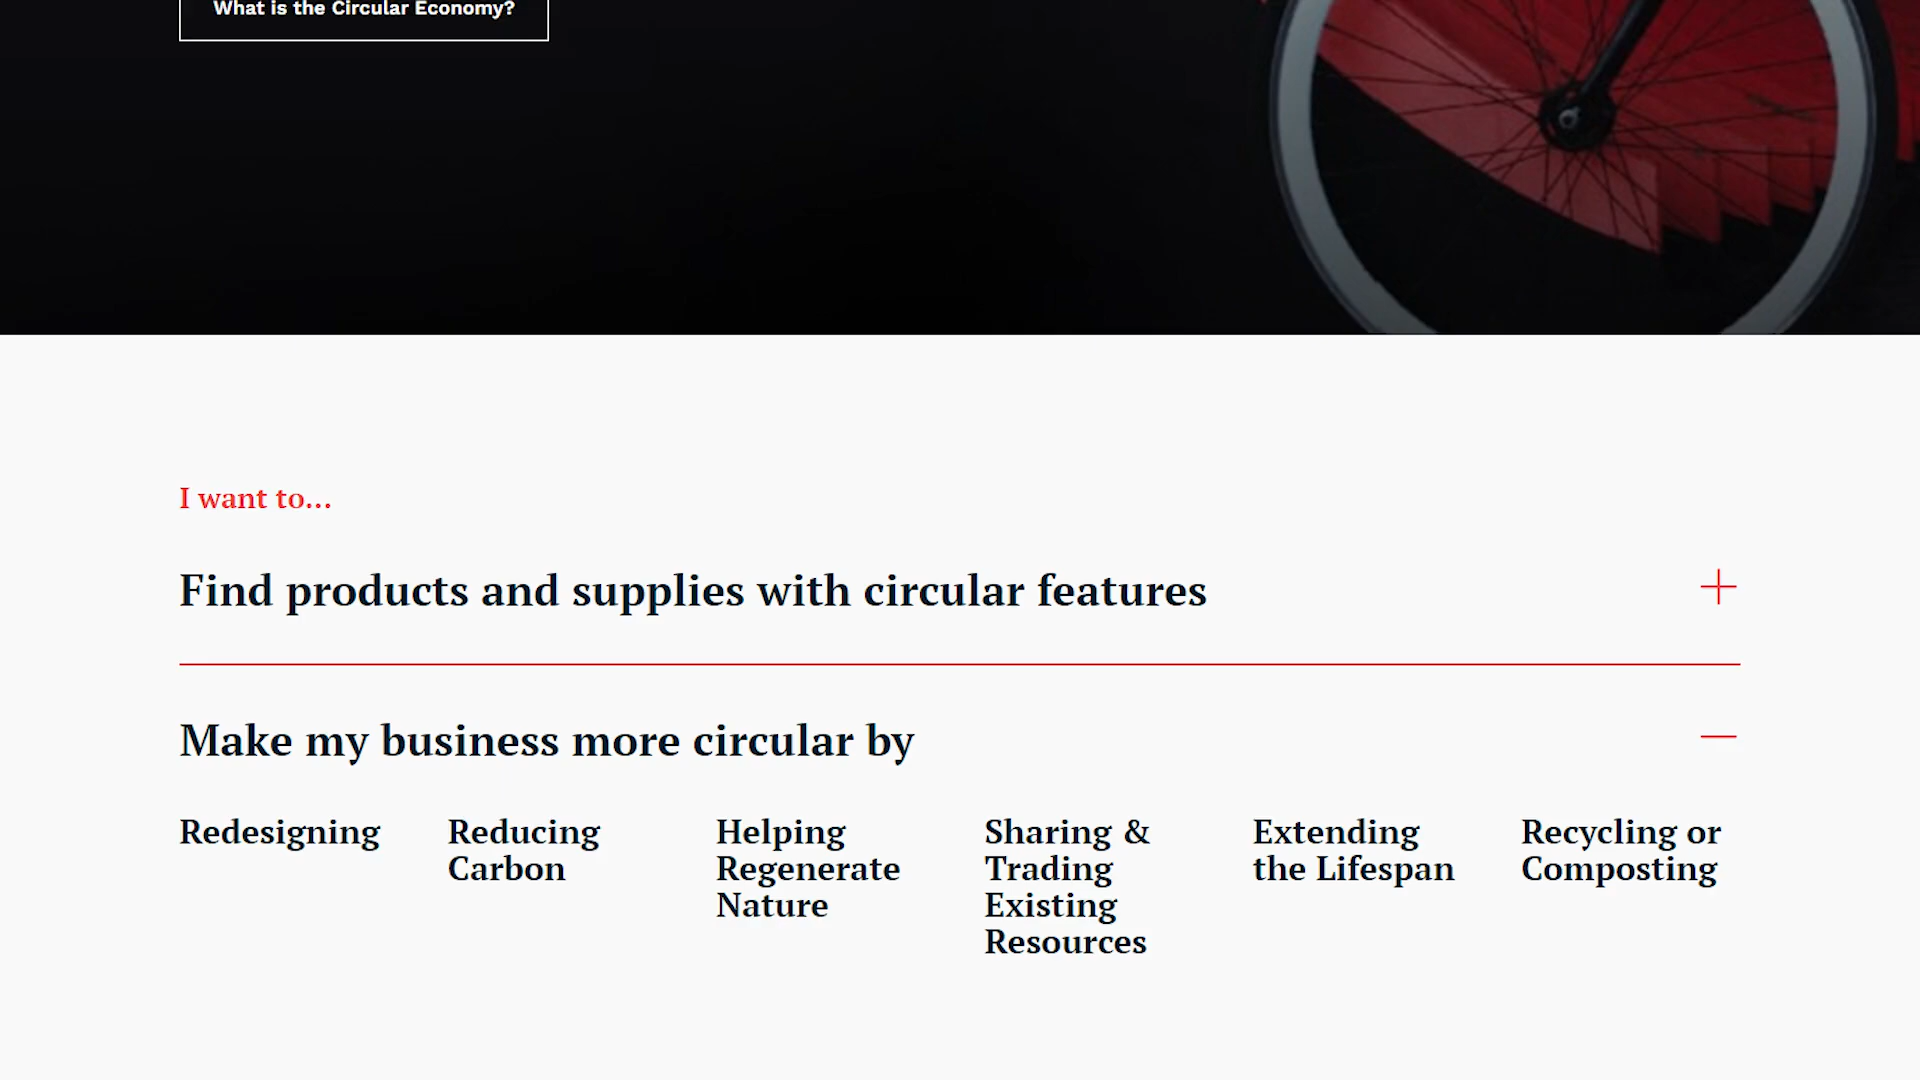 What is the Circular Economy?
I want to...
Find products and supplies with circular features
Make my business more circular by
Redesigning
Reducing
Carbon
Helping
Regenerate
Nature
Sharing &
Trading
Existing
Resources
Extending
the Lifespan
Recycling or
Composting